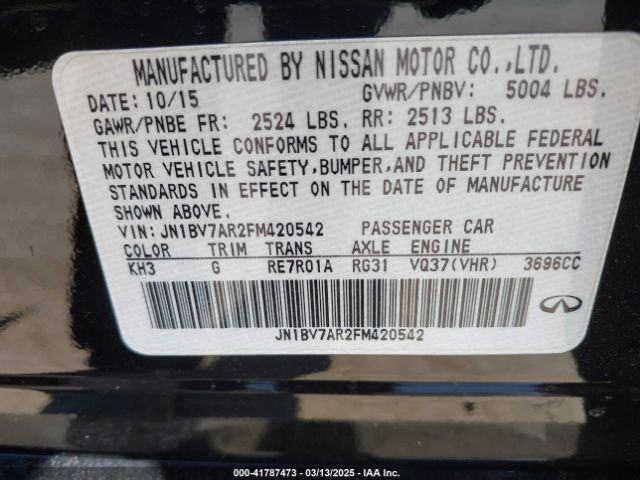 MANUFACTURED BY NISSAN MOTOR CO.,LTD.
DATE: 10/15 GVWR/PNBV: 5004 LBS.
GAWR/PNBE FR: 2524 LBS. RR: 2513 LBS.
THIS VEHICLE CONFORMS TO ALL APPLICABLE FEDERAL
MOTOR VEHICLE SAFETY,BUMPER,AND THEFT PREVENTION
STANDARDS IN EFFECT ON THE DATE OF MANUFACTURE
SHOWN ABOVE.
VIN: JN1BV7AR2FM420542 PASSENGER CAR
COLOR TRIM TRANS AXLE ENGINE
KH3 G RE7R01A RG31 VQ37(VHR) 3696CC
JN1BV7AR2FM420542
000-41787473 — 03/13/2025 — IAA Inc.